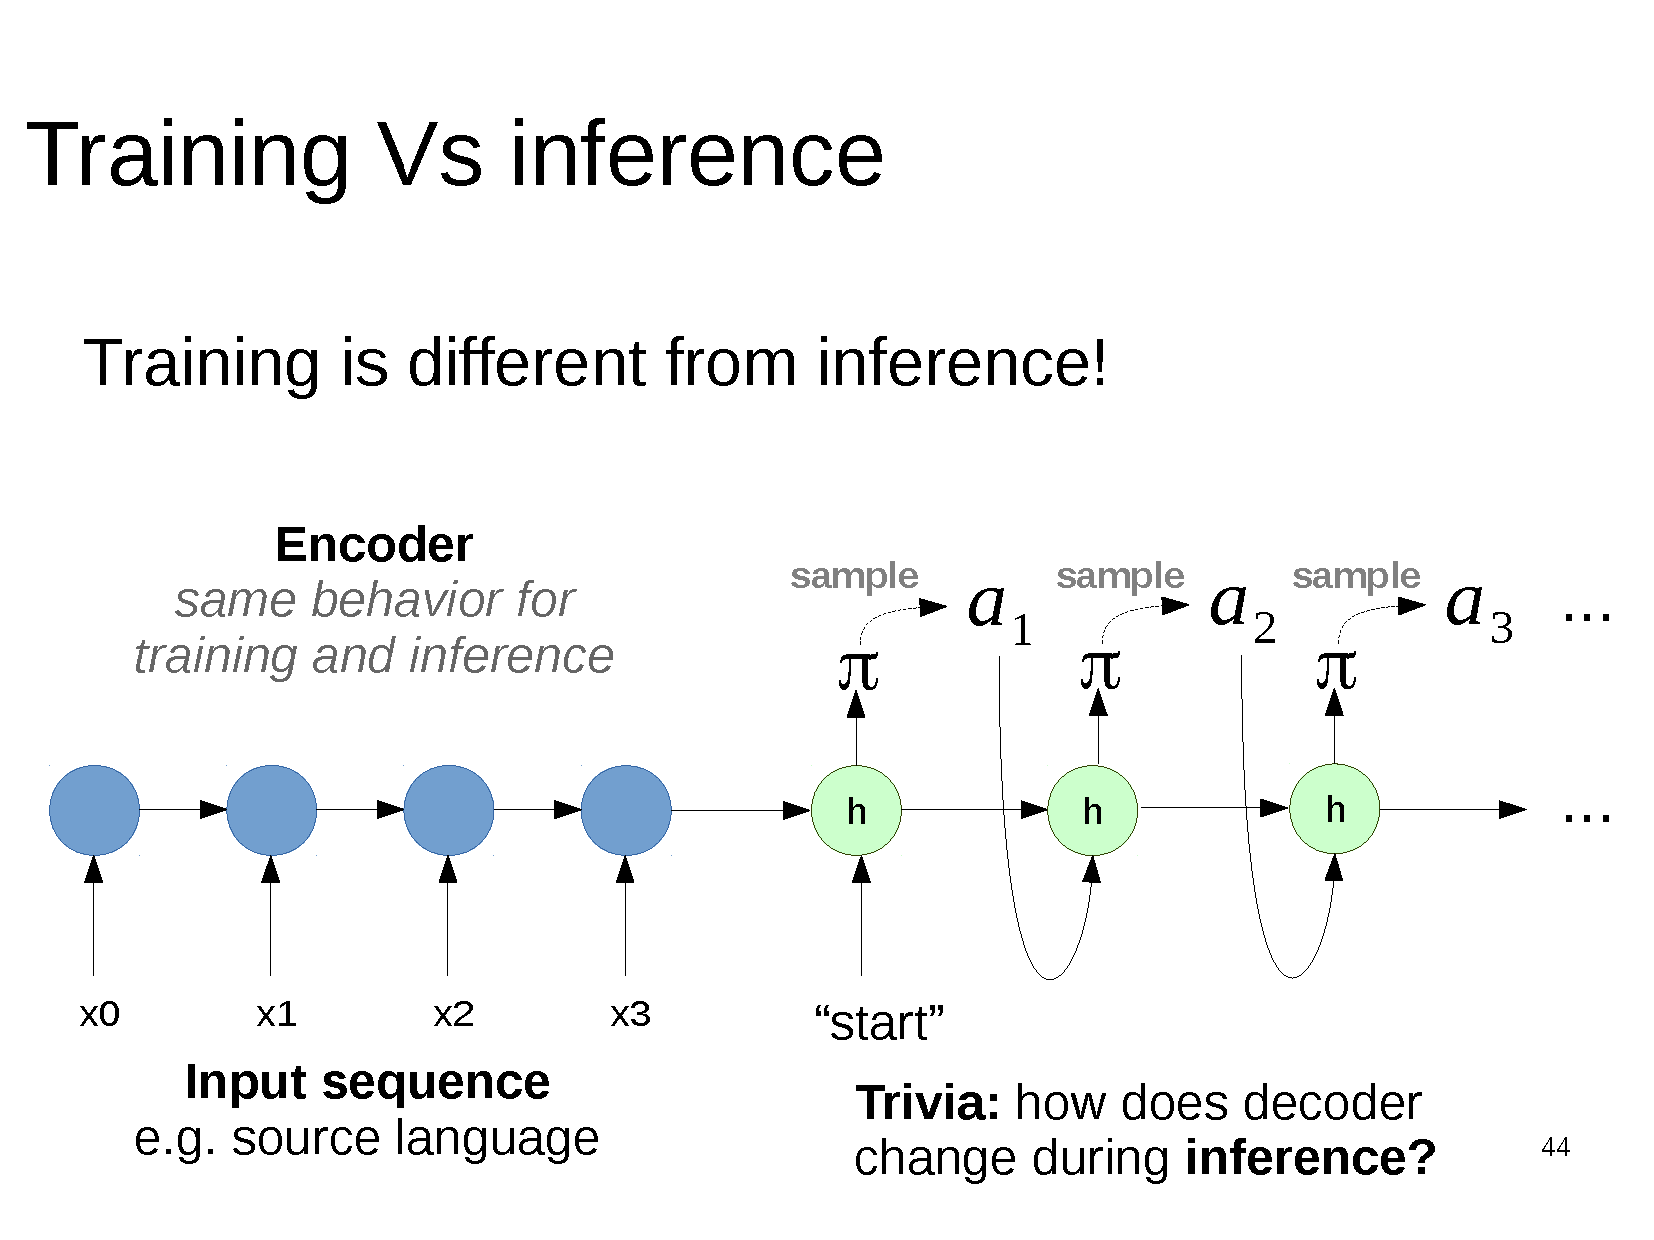 Training Vs inference
Training is different from inference!
Encoder
same behavior for
training and inference
sample a1 sample a2 sample a3 ...
π π π
h h h ...
x0 x1 x2 x3 “start”
Input sequence
e.g. source language
Trivia: how does decoder
change during inference?
44